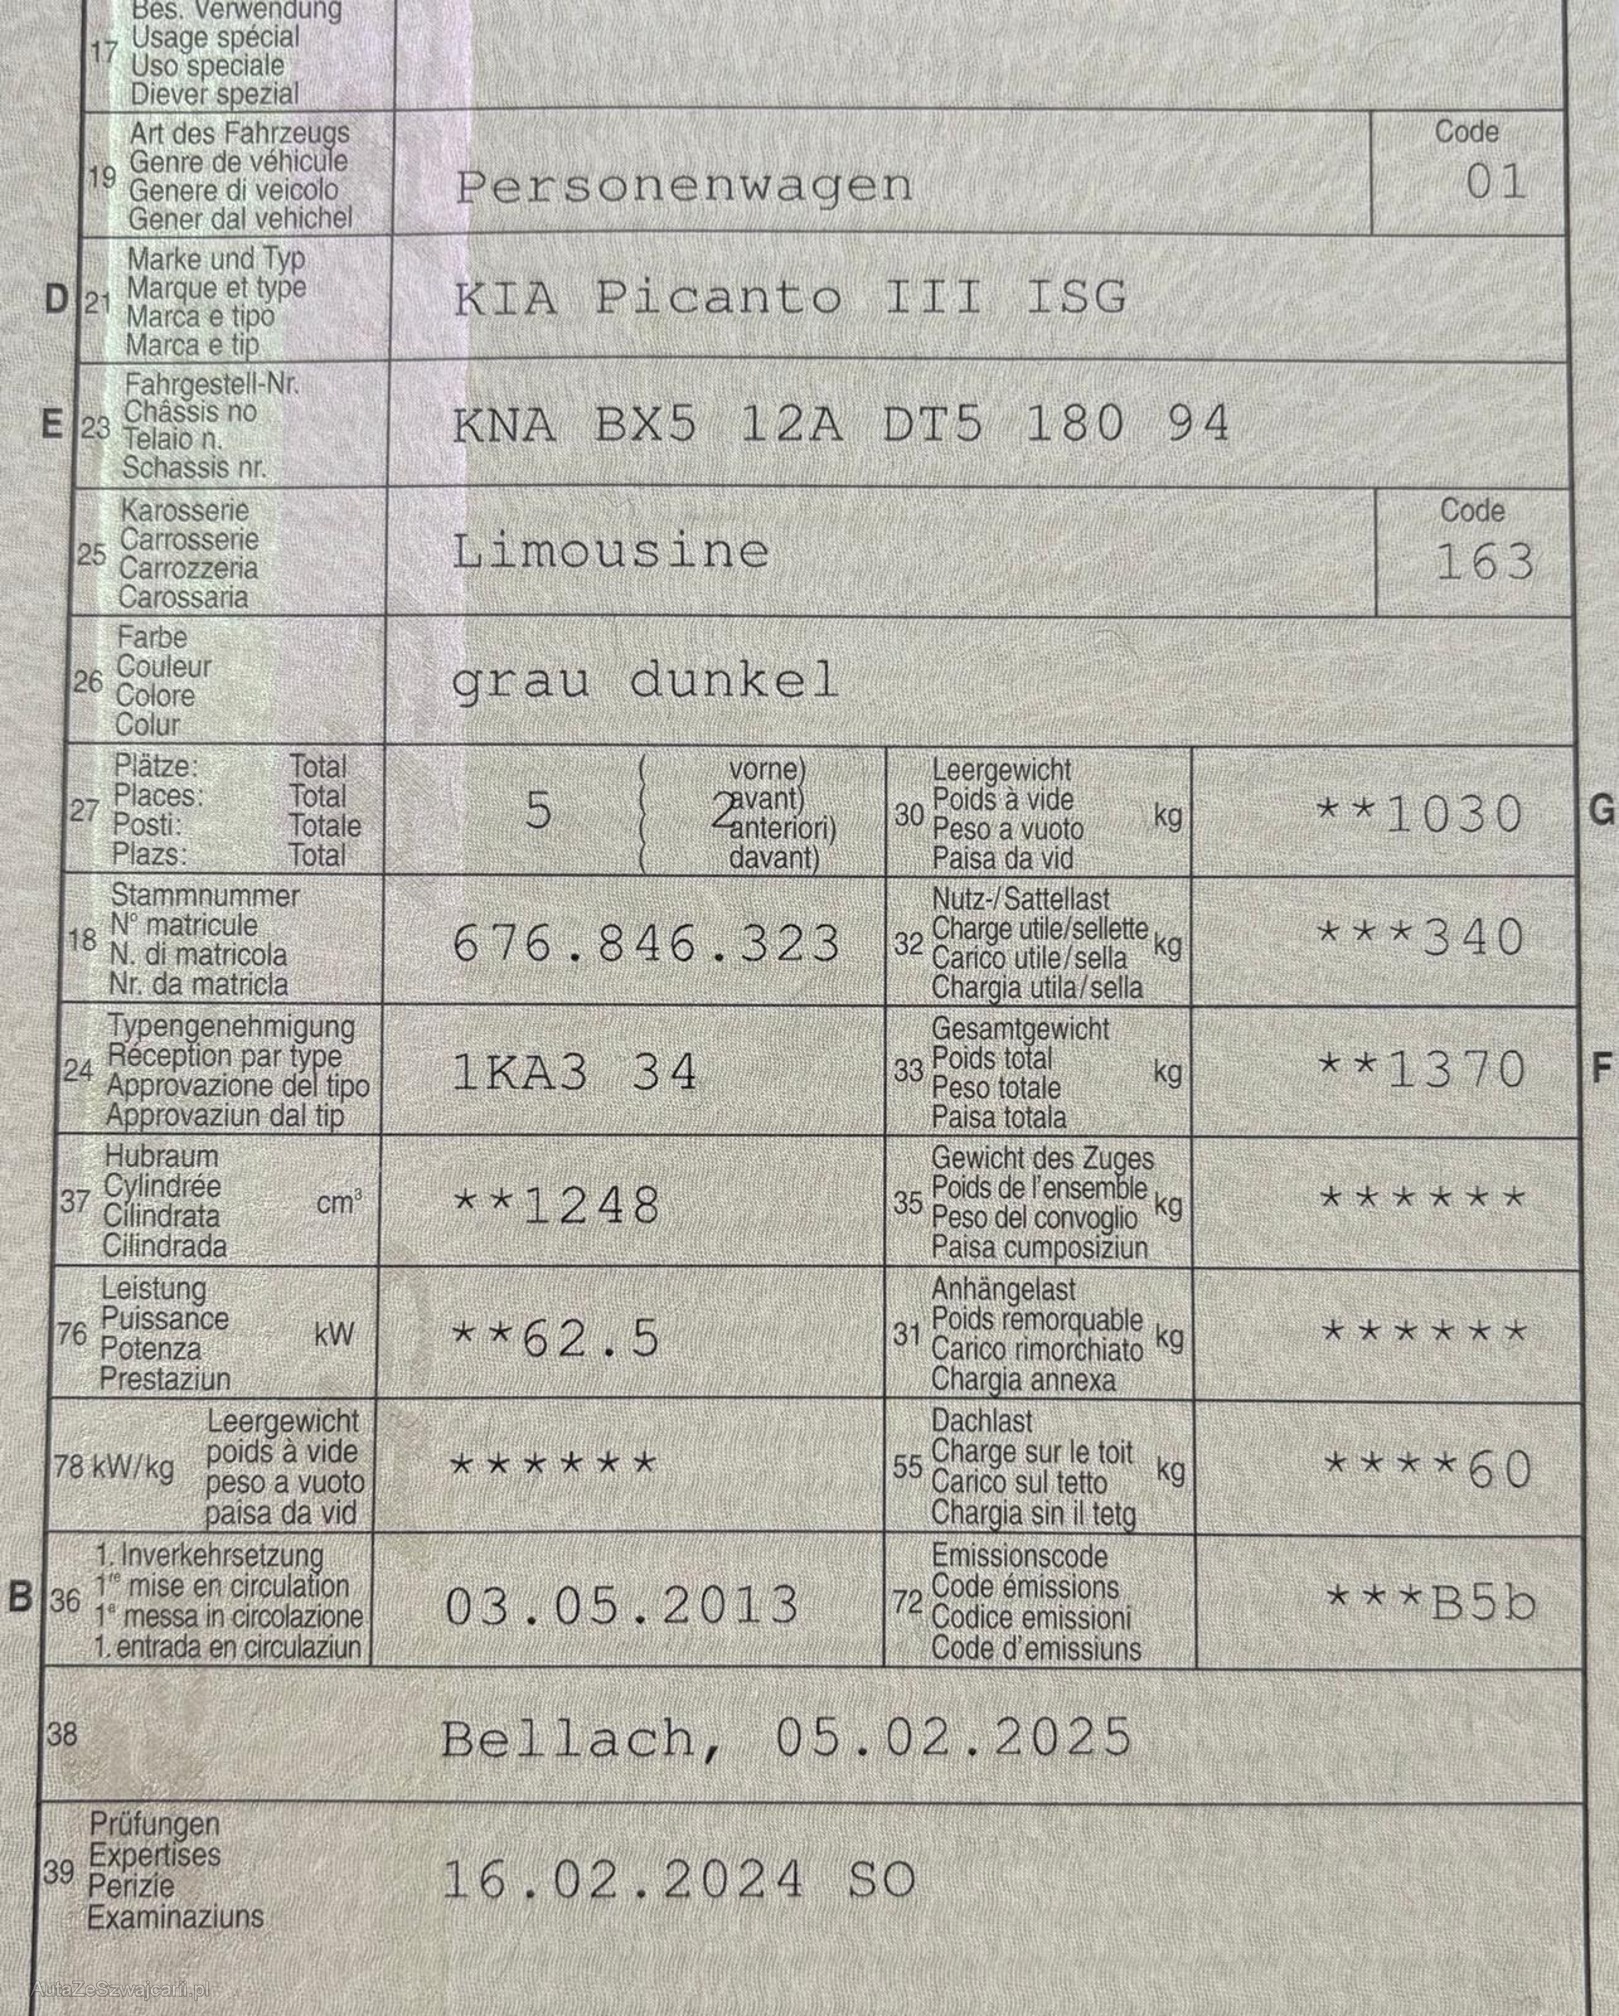 Bes. Verwendung
17 Usage spécial
Uso speciale
Diever spezial
Art des Fahrzeugs
19 Genre de véhicule
Genere di veicolo
Gener dal vehichel
Personenwagen
Code
01
Marke und Typ
D 21 Marque et type
Marca e tipo
Marca e tip
KIA Picanto III ISG
Fahrgestell-Nr.
E 23 Châssis no
Telaio n.
Schassis nr.
KNA BX5 12A DT5 180 94
Karosserie
25 Carrosserie
Carrozzeria
Carossaria
Limousine
Code
163
Farbe
26 Couleur
Colore
Colur
grau dunkel
Plätze: Total
27 Places: Total
Posti: Totale
Plazs: Total
5
( vorne)
( 2 avant)
( anteriori)
( davant)
Leergewicht
30 Poids à vide kg
Peso a vuoto
Paisa da vid
**1030 G
Stammnummer
18 N° matricule
N. di matricola
Nr. da matricla
676.846.323
Nutz-/Sattellast
32 Charge utile/sellette kg
Carico utile/sella
Chargia utila/sella
***340
Typengenehmigung
24 Réception par type
Approvazione del tipo
Approvaziun dal tip
1KA3 34
Gesamtgewicht
33 Poids total kg
Peso totale
Paisa totala
**1370 F
Hubraum
37 Cylindrée cm³
Cilindrata
Cilindrada
**1248
Gewicht des Zuges
35 Poids de l'ensemble kg
Peso del convoglio
Paisa cumposiziun
******
Leistung
76 Puissance kW
Potenza
Prestaziun
**62.5
Anhängelast
31 Poids remorquable kg
Carico rimorchiato
Chargia annexa
******
Leergewicht
78 kW/kg poids à vide
peso a vuoto
paisa da vid
******
Dachlast
55 Charge sur le toit kg
Carico sul tetto
Chargia sin il tetg
****60
1. Inverkehrsetzung
B 36 1re mise en circulation
1e messa in circolazione
1. entrada en circulaziun
03.05.2013
Emissionscode
72 Code émissions
Codice emissioni
Code d'emissiuns
***B5b
38 Bellach, 05.02.2025
Prüfungen
39 Expertises
Perizie
Examinaziuns
16.02.2024 SO
AutaZeSzwajcarii.pl